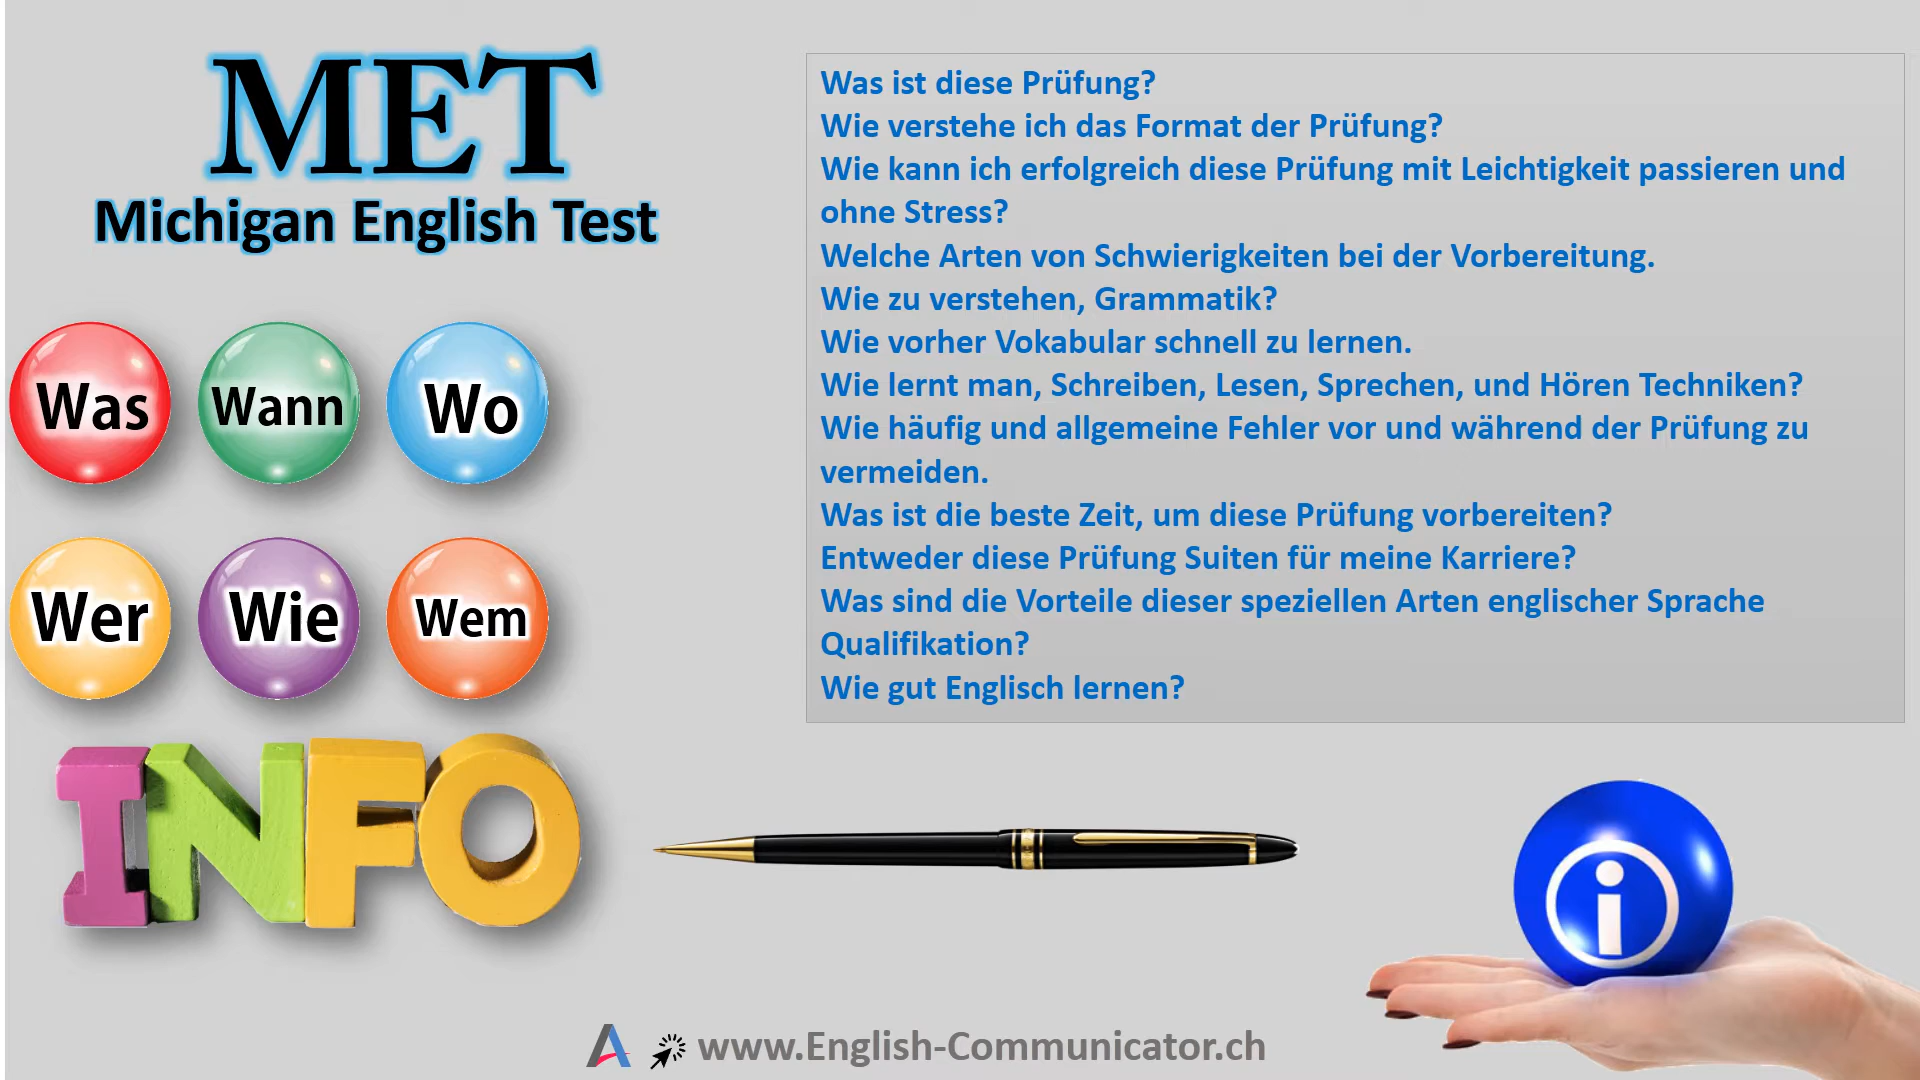 MET
Michigan English Test
Was
Wann
Wo
Wer
Wie
Wem
INFO
Was ist diese Prüfung?
Wie verstehe ich das Format der Prüfung?
Wie kann ich erfolgreich diese Prüfung mit Leichtigkeit passieren und
ohne Stress?
Welche Arten von Schwierigkeiten bei der Vorbereitung.
Wie zu verstehen, Grammatik?
Wie vorher Vokabular schnell zu lernen.
Wie lernt man, Schreiben, Lesen, Sprechen, und Hören Techniken?
Wie häufig und allgemeine Fehler vor und während der Prüfung zu
vermeiden.
Was ist die beste Zeit, um diese Prüfung vorbereiten?
Entweder diese Prüfung Suiten für meine Karriere?
Was sind die Vorteile dieser speziellen Arten englischer Sprache
Qualifikation?
Wie gut Englisch lernen?
i
www.English-Communicator.ch